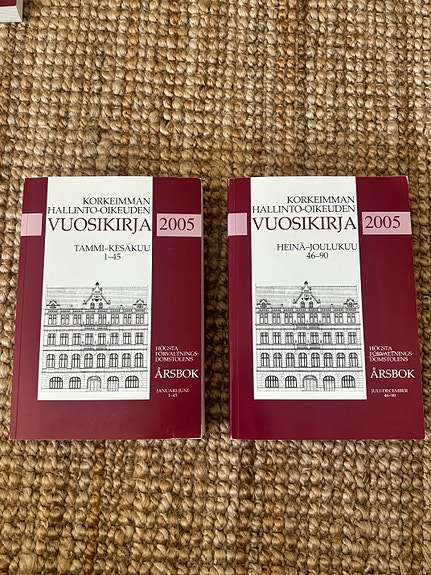 KORKEIMMAN
HALLINTO-OIKEUDEN
VUOSIKIRJA 2005
TAMMI–KESÄKUU
1–45
HÖGSTA
FÖRVALTNINGS-
DOMSTOLENS
ÅRSBOK
JANUARI-JUNI
1–45
KORKEIMMAN
HALLINTO-OIKEUDEN
VUOSIKIRJA 2005
HEINÄ–JOULUKUU
46–90
HÖGSTA
FÖRVALTNINGS-
DOMSTOLENS
ÅRSBOK
JULI-DECEMBER
46–90